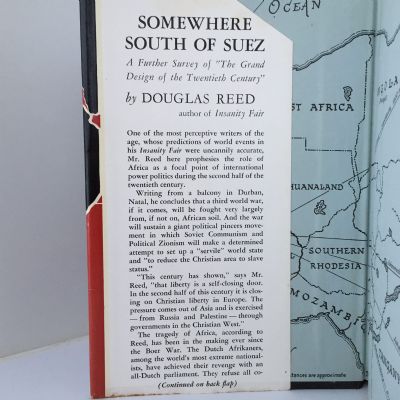 SOMEWHERE
SOUTH OF SUEZ
A Further Survey of "The Grand
Design of the Twentieth Century"
by DOUGLAS REED
author of Insanity Fair
One of the most perceptive writers of the
age, whose predictions of world events in
his Insanity Fair were uncannily accurate,
Mr. Reed here prophesies the role of
Africa as a focal point of international
power politics during the second half of the
twentieth century.
Writing from a balcony in Durban,
Natal, he concludes that a third world war,
if it comes, will be fought very largely
from, if not on, African soil. And the war
will sustain a giant political pincers move-
ment in which Soviet Communism and
Political Zionism will make a determined
attempt to set up a "servile" world state
and "to reduce the Christian area to slave
status."
"This century has shown," says Mr.
Reed, "that liberty is a self-closing door.
In the second half of this century it is clos-
ing on Christian liberty in Europe. The
pressure comes out of Asia and is exercised
—from Russia and Palestine—through
governments in the Christian West."
The tragedy of Africa, according to
Reed, has been in the making ever since
the Boer War. The Dutch Afrikaners,
among the world's most extreme national-
ists, have achieved their revenge with an
all-Dutch parliament. They refuse all co-
(Continued on back flap)
OCEAN
ST AFRICA
HUANALAND
SOUTHERN
RHODESIA
MOZAMBI
stances are approximate